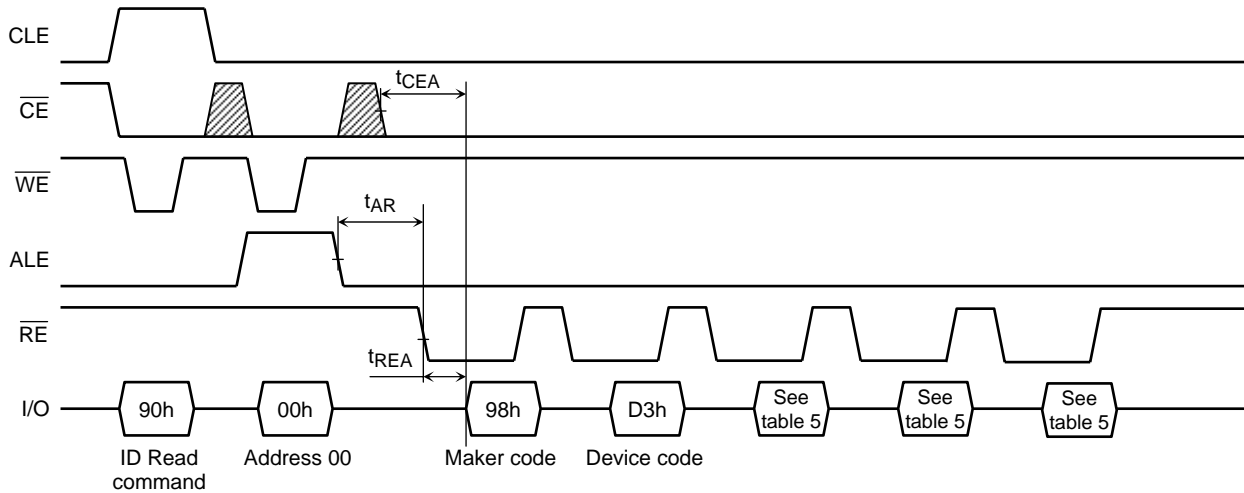 CLE
tCEA
CE
WE
tAR
ALE
RE
tREA
I/O 90h 00h 98h D3h See table 5 See table 5 See table 5
ID Read command Address 00 Maker code Device code